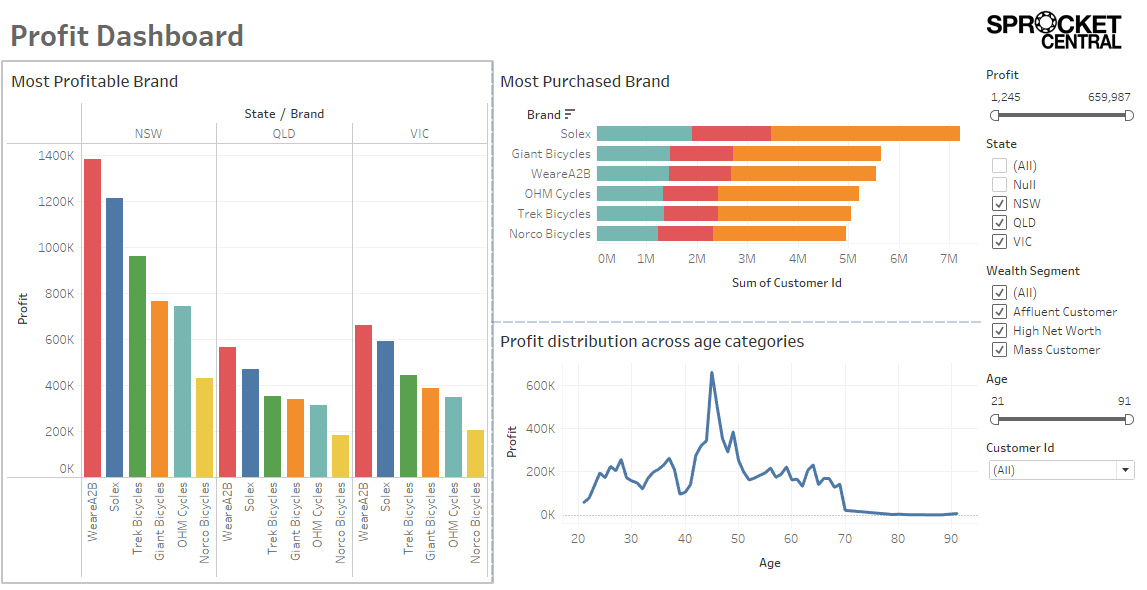 Profit Dashboard
SPROCKET
CENTRAL
Most Profitable Brand
State / Brand
NSW QLD VIC
1400K
1200K
1000K
800K
600K
400K
200K
0K
Profit
WeareA2B
Solex
Trek Bicycles
Giant Bicycles
OHM Cycles
Norco Bicycles
WeareA2B
Solex
Trek Bicycles
Giant Bicycles
OHM Cycles
Norco Bicycles
WeareA2B
Solex
Trek Bicycles
Giant Bicycles
OHM Cycles
Norco Bicycles
Most Purchased Brand
Brand
Solex
Giant Bicycles
WeareA2B
OHM Cycles
Trek Bicycles
Norco Bicycles
0M 1M 2M 3M 4M 5M 6M 7M
Sum of Customer Id
Profit distribution across age categories
600K
400K
200K
0K
Profit
20 30 40 50 60 70 80 90
Age
Profit
1,245 659,987
State
(All)
Null
NSW
QLD
VIC
Wealth Segment
(All)
Affluent Customer
High Net Worth
Mass Customer
Age
21 91
Customer Id
(All)